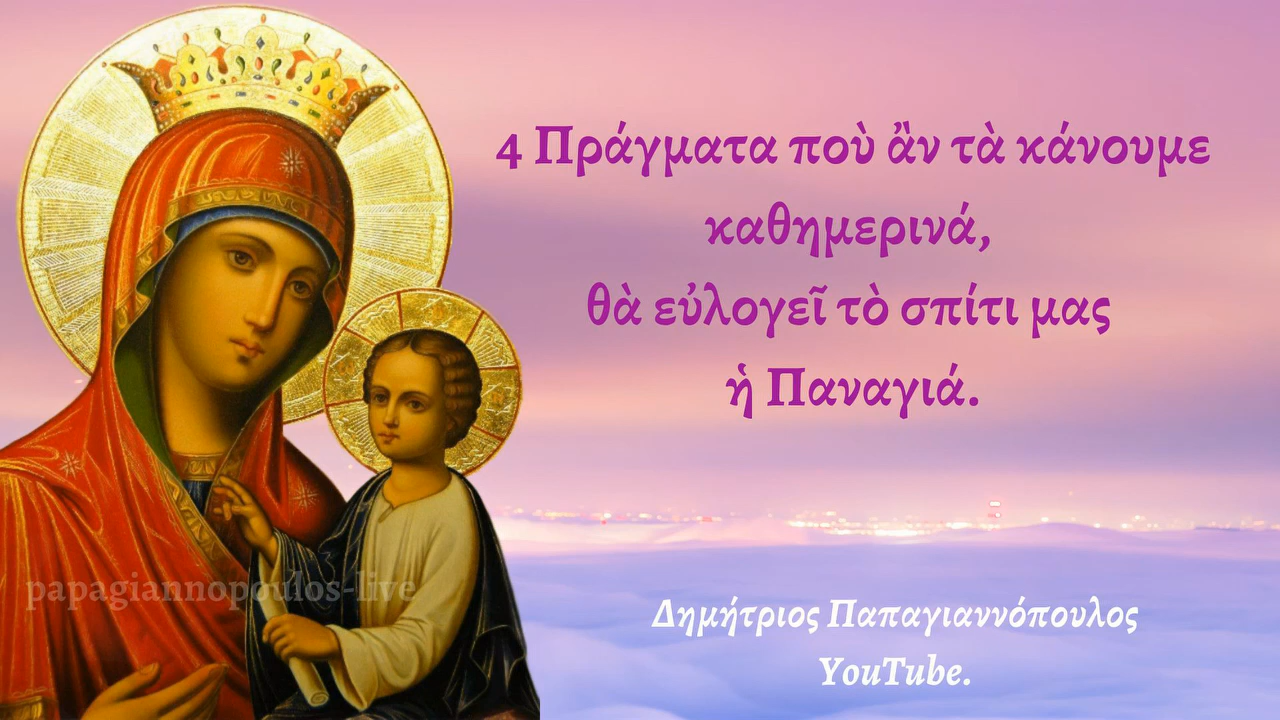 4 Πράγματα ποὺ ἂν τὰ κάνουμε
καθημερινά,
θὰ εὐλογεῖ τὸ σπίτι μας
ἡ Παναγιά.
papagiannopoulos-live
Δημήτριος Παπαγιαννόπουλος
YouTube.